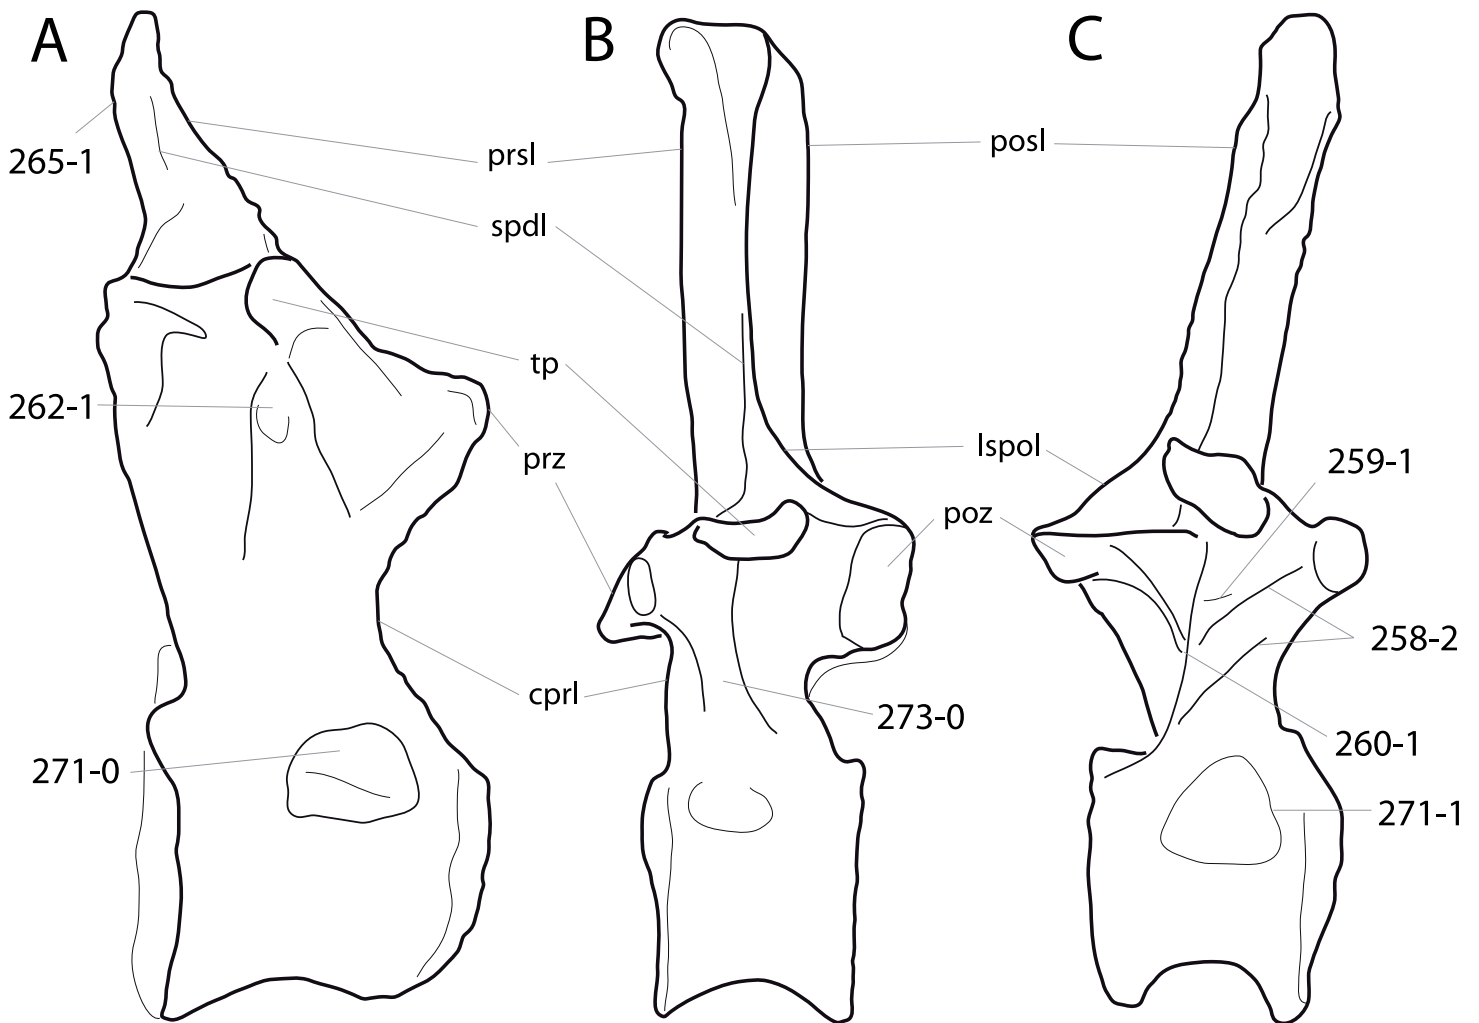 A
B
C
265-1
prsl
posl
spdl
tp
262-1
prz
lspol
259-1
poz
258-2
cprl
273-0
260-1
271-0
271-1